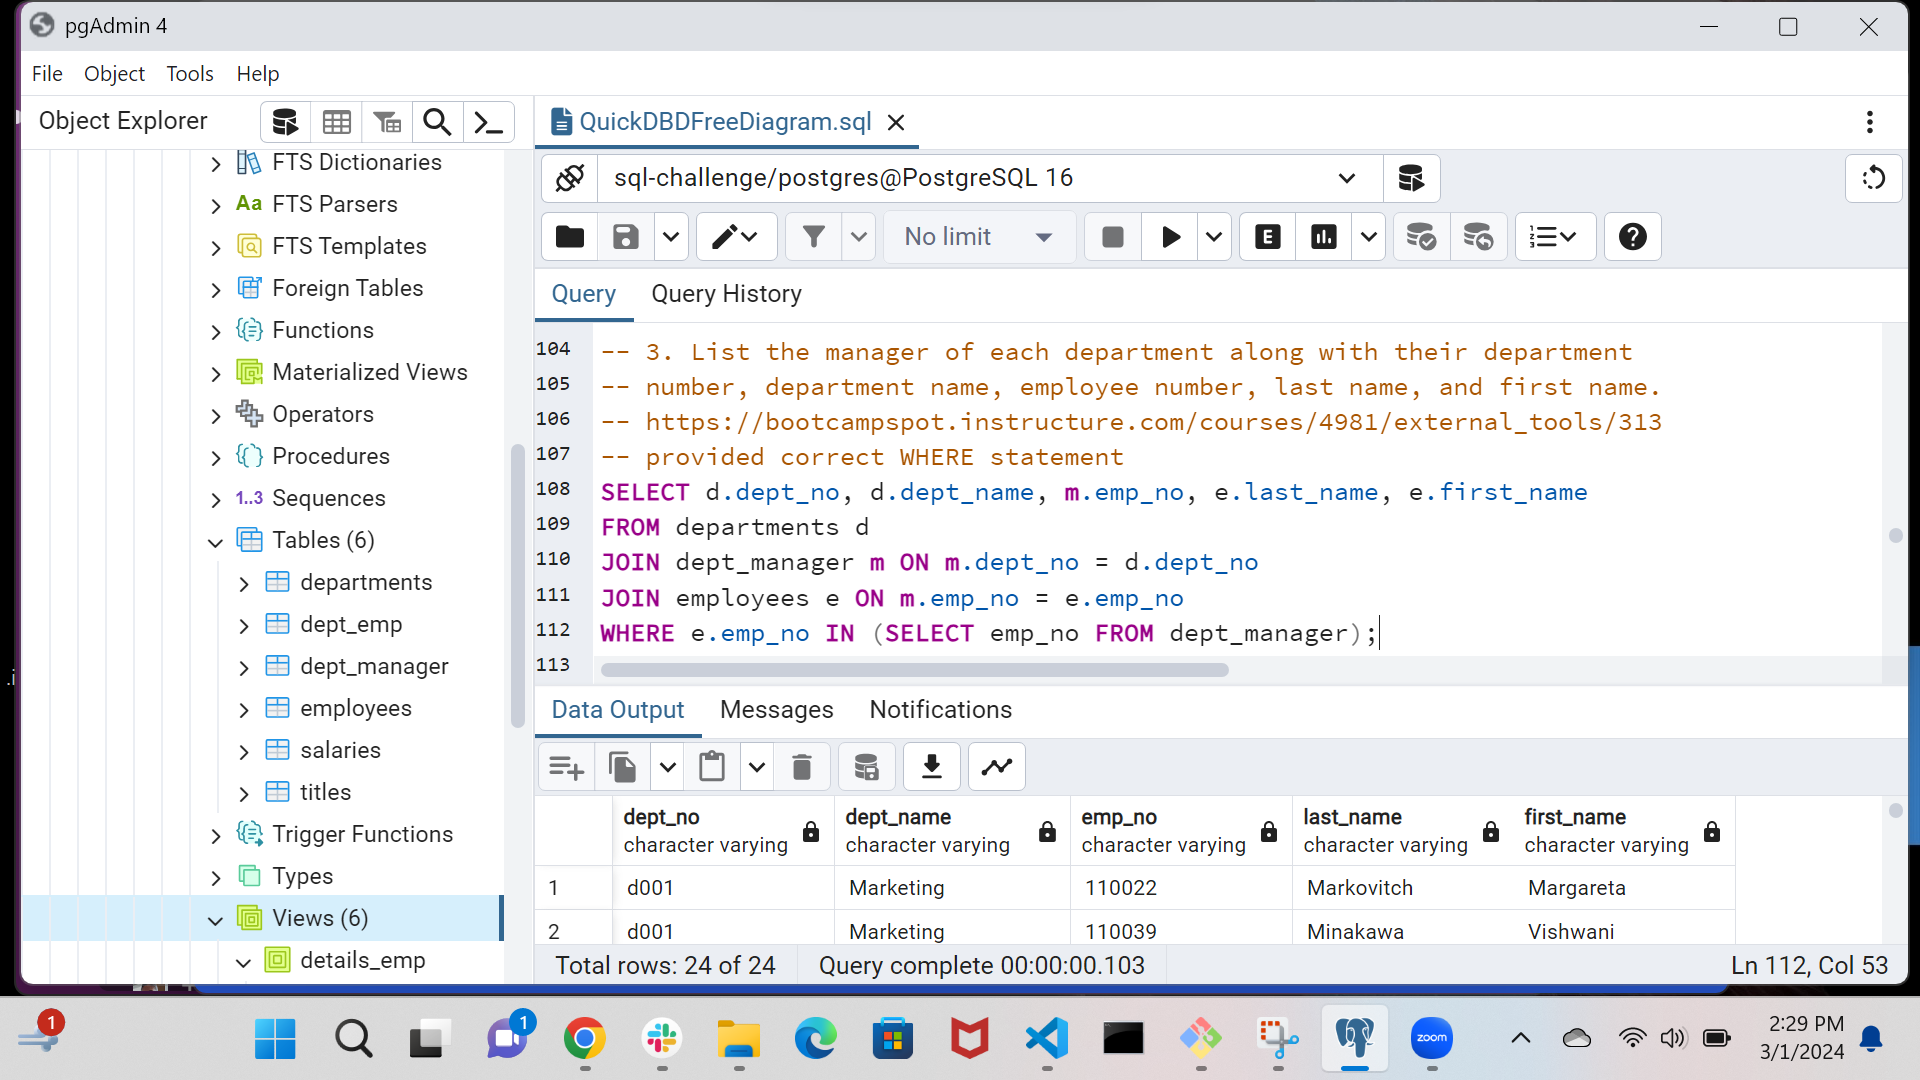 pgAdmin 4
File Object Tools Help
Object Explorer
FTS Dictionaries
Aa FTS Parsers
FTS Templates
Foreign Tables
Functions
Materialized Views
Operators
Procedures
1..3 Sequences
Tables (6)
departments
dept_emp
dept_manager
employees
salaries
titles
Trigger Functions
Types
Views (6)
details_emp
QuickDBDFreeDiagram.sql
sql-challenge/postgres@PostgreSQL 16
No limit
E
Query Query History
104 -- 3. List the manager of each department along with their department
105 -- number, department name, employee number, last name, and first name.
106 -- https://bootcampspot.instructure.com/courses/4981/external_tools/313
107 -- provided correct WHERE statement
108 SELECT d.dept_no, d.dept_name, m.emp_no, e.last_name, e.first_name
109 FROM departments d
110 JOIN dept_manager m ON m.dept_no = d.dept_no
111 JOIN employees e ON m.emp_no = e.emp_no
112 WHERE e.emp_no IN (SELECT emp_no FROM dept_manager);
113
Data Output Messages Notifications
dept_no dept_name emp_no last_name first_name
character varying character varying character varying character varying character varying
1 d001 Marketing 110022 Markovitch Margareta
2 d001 Marketing 110039 Minakawa Vishwani
Total rows: 24 of 24 Query complete 00:00:00.103 Ln 112, Col 53
.i
1
1
zoom
2:29 PM
3/1/2024